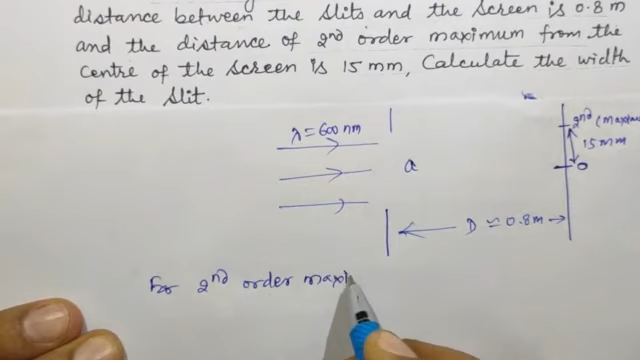 distance between the slits and the screen is 0.8 m
and the distance of 2nd order maximum from the
centre of the screen is 15 mm, Calculate the width
of the slit.
λ = 600 nm
a
2nd (maxima
15 mm
O
D = 0.8m
For 2nd order maxi